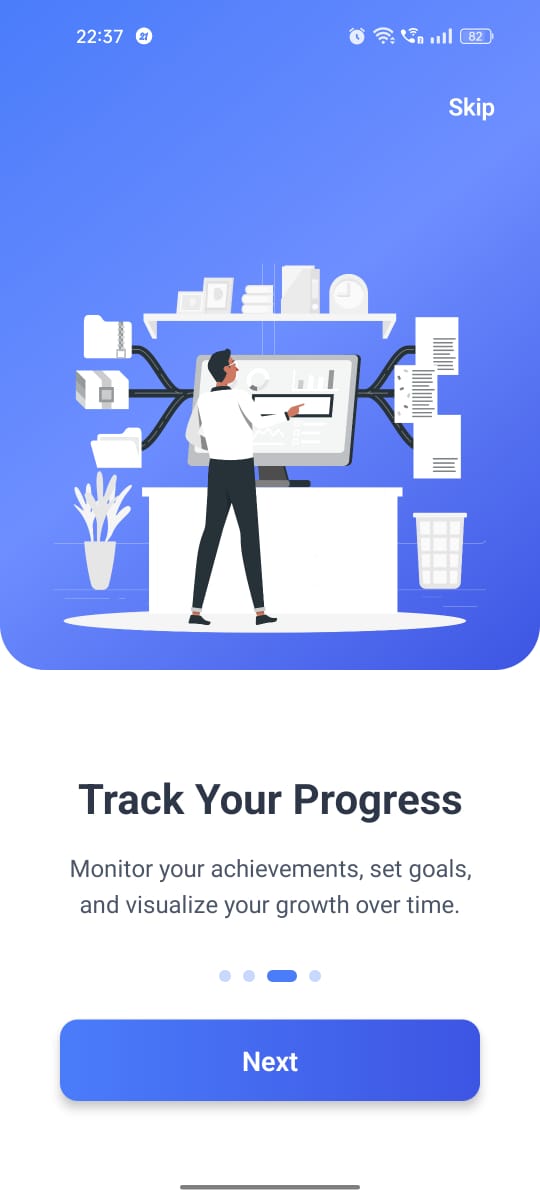 22:37 21 82
Skip
Track Your Progress
Monitor your achievements, set goals,
and visualize your growth over time.
Next